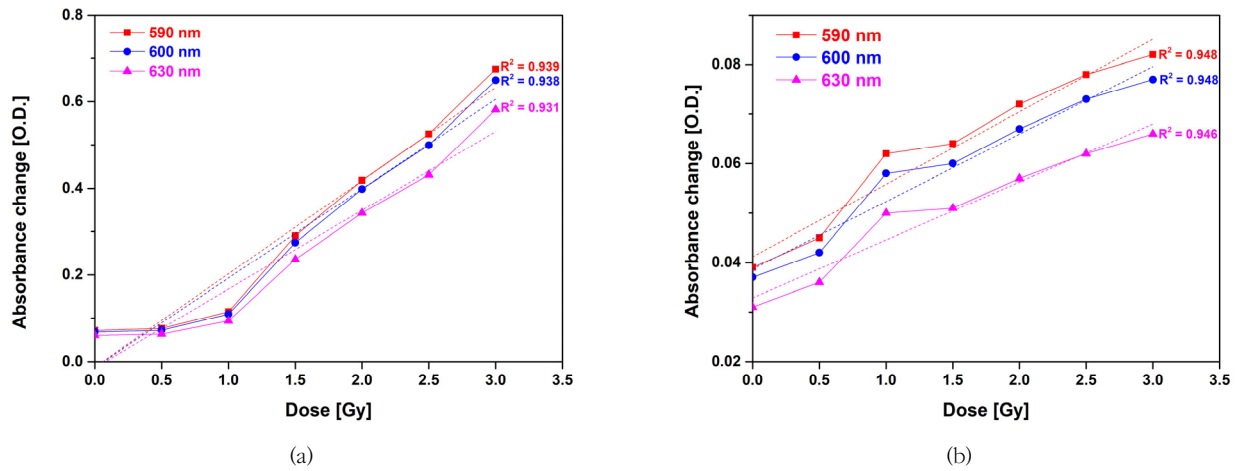 0.8
0.6
0.4
0.2
0.0
Absorbance change [O.D.]
590 nm
600 nm
630 nm
R² = 0.939
R² = 0.938
R² = 0.931
0.0 0.5 1.0 1.5 2.0 2.5 3.0 3.5
Dose [Gy]
(a)
0.08
0.06
0.04
0.02
Absorbance change [O.D.]
590 nm
600 nm
630 nm
R² = 0.948
R² = 0.948
R² = 0.946
0.0 0.5 1.0 1.5 2.0 2.5 3.0 3.5
Dose [Gy]
(b)